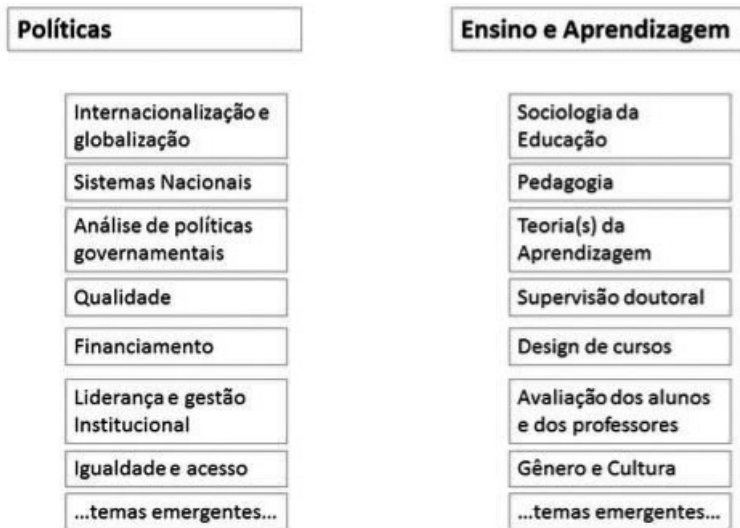 Políticas
Internacionalização e
globalização
Sistemas Nacionais
Análise de políticas
governamentais
Qualidade
Financiamento
Liderança e gestão
Institucional
Igualdade e acesso
...temas emergentes...
Ensino e Aprendizagem
Sociologia da
Educação
Pedagogia
Teoria(s) da
Aprendizagem
Supervisão doutoral
Design de cursos
Avaliação dos alunos
e dos professores
Gênero e Cultura
...temas emergentes...